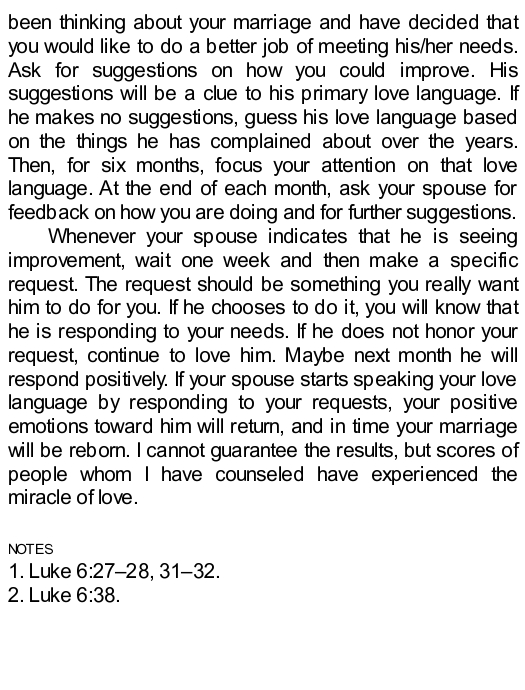 been thinking about your marriage and have decided that
you would like to do a better job of meeting his/her needs.
Ask for suggestions on how you could improve. His
suggestions will be a clue to his primary love language. If
he makes no suggestions, guess his love language based
on the things he has complained about over the years.
Then, for six months, focus your attention on that love
language. At the end of each month, ask your spouse for
feedback on how you are doing and for further suggestions.
Whenever your spouse indicates that he is seeing
improvement, wait one week and then make a specific
request. The request should be something you really want
him to do for you. If he chooses to do it, you will know that
he is responding to your needs. If he does not honor your
request, continue to love him. Maybe next month he will
respond positively. If your spouse starts speaking your love
language by responding to your requests, your positive
emotions toward him will return, and in time your marriage
will be reborn. I cannot guarantee the results, but scores of
people whom I have counseled have experienced the
miracle of love.
NOTES
1. Luke 6:27–28, 31–32.
2. Luke 6:38.